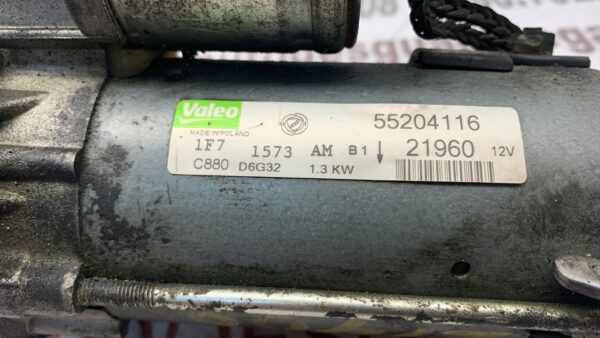 Valeo
MADE IN POLAND
55204116
1F7 1573 AM B1 21960 12V
C880 D6G32 1.3 KW